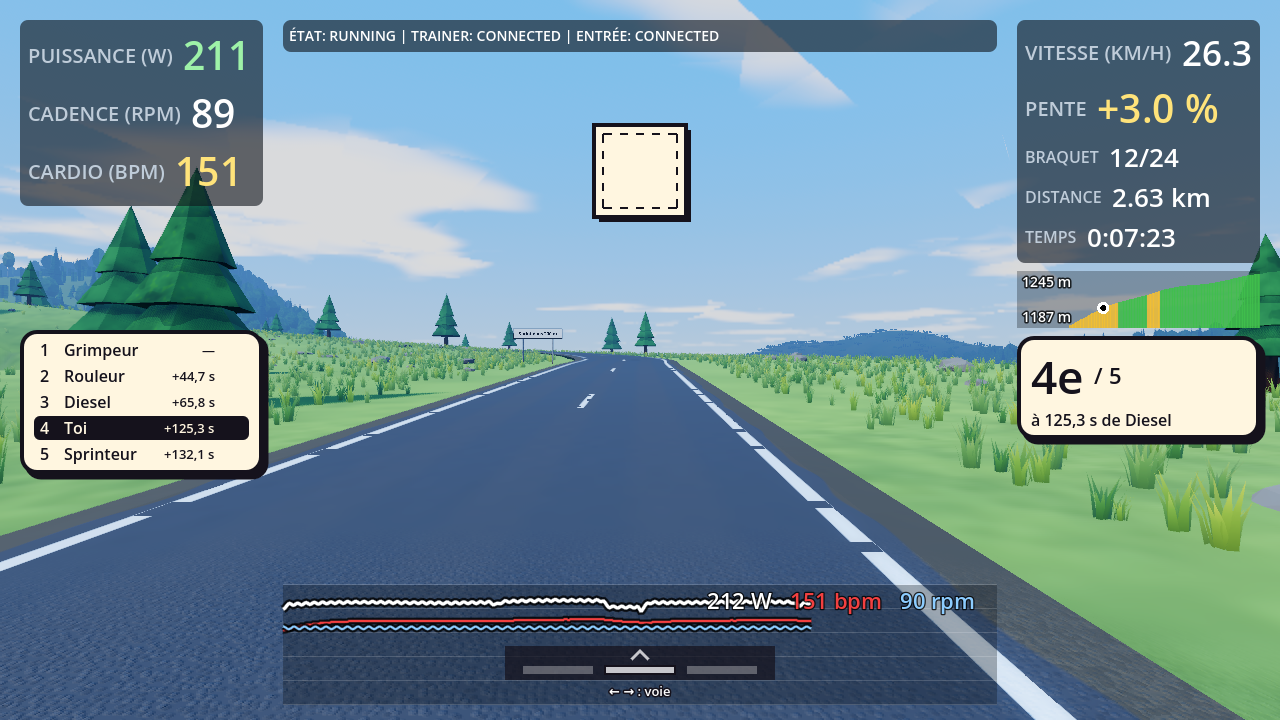 PUISSANCE (W) 211
CADENCE (RPM) 89
CARDIO (BPM) 151
ÉTAT: RUNNING | TRAINER: CONNECTED | ENTRÉE: CONNECTED
VITESSE (KM/H) 26.3
PENTE +3.0 %
BRAQUET 12/24
DISTANCE 2.63 km
TEMPS 0:07:23
1245 m
1187 m
1 Grimpeur —
2 Rouleur +44,7 s
3 Diesel +65,8 s
4 Toi +125,3 s
5 Sprinteur +132,1 s
4e / 5
à 125,3 s de Diesel
212 W 151 bpm 90 rpm
← → : voie